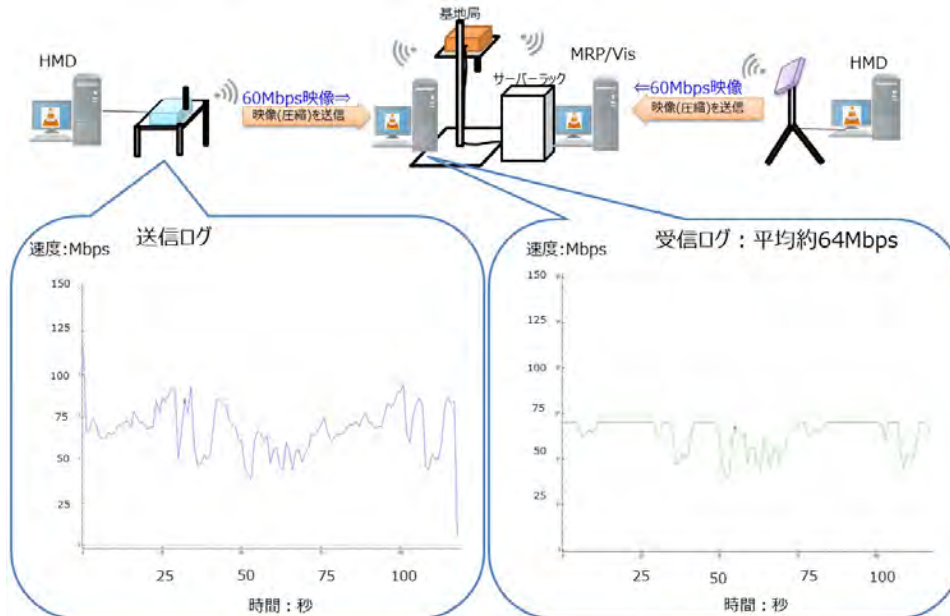 基地局
HMD
MRP/Vis
HMD
サーバーラック
60Mbps映像⇒
⇐60Mbps映像
映像(圧縮)を送信
映像(圧縮)を送信
送信ログ
速度:Mbps
150
125
100
75
50
25
25
50
75
100
時間：秒
受信ログ：平均約64Mbps
速度:Mbps
150
125
100
75
50
25
25
50
75
100
時間：秒